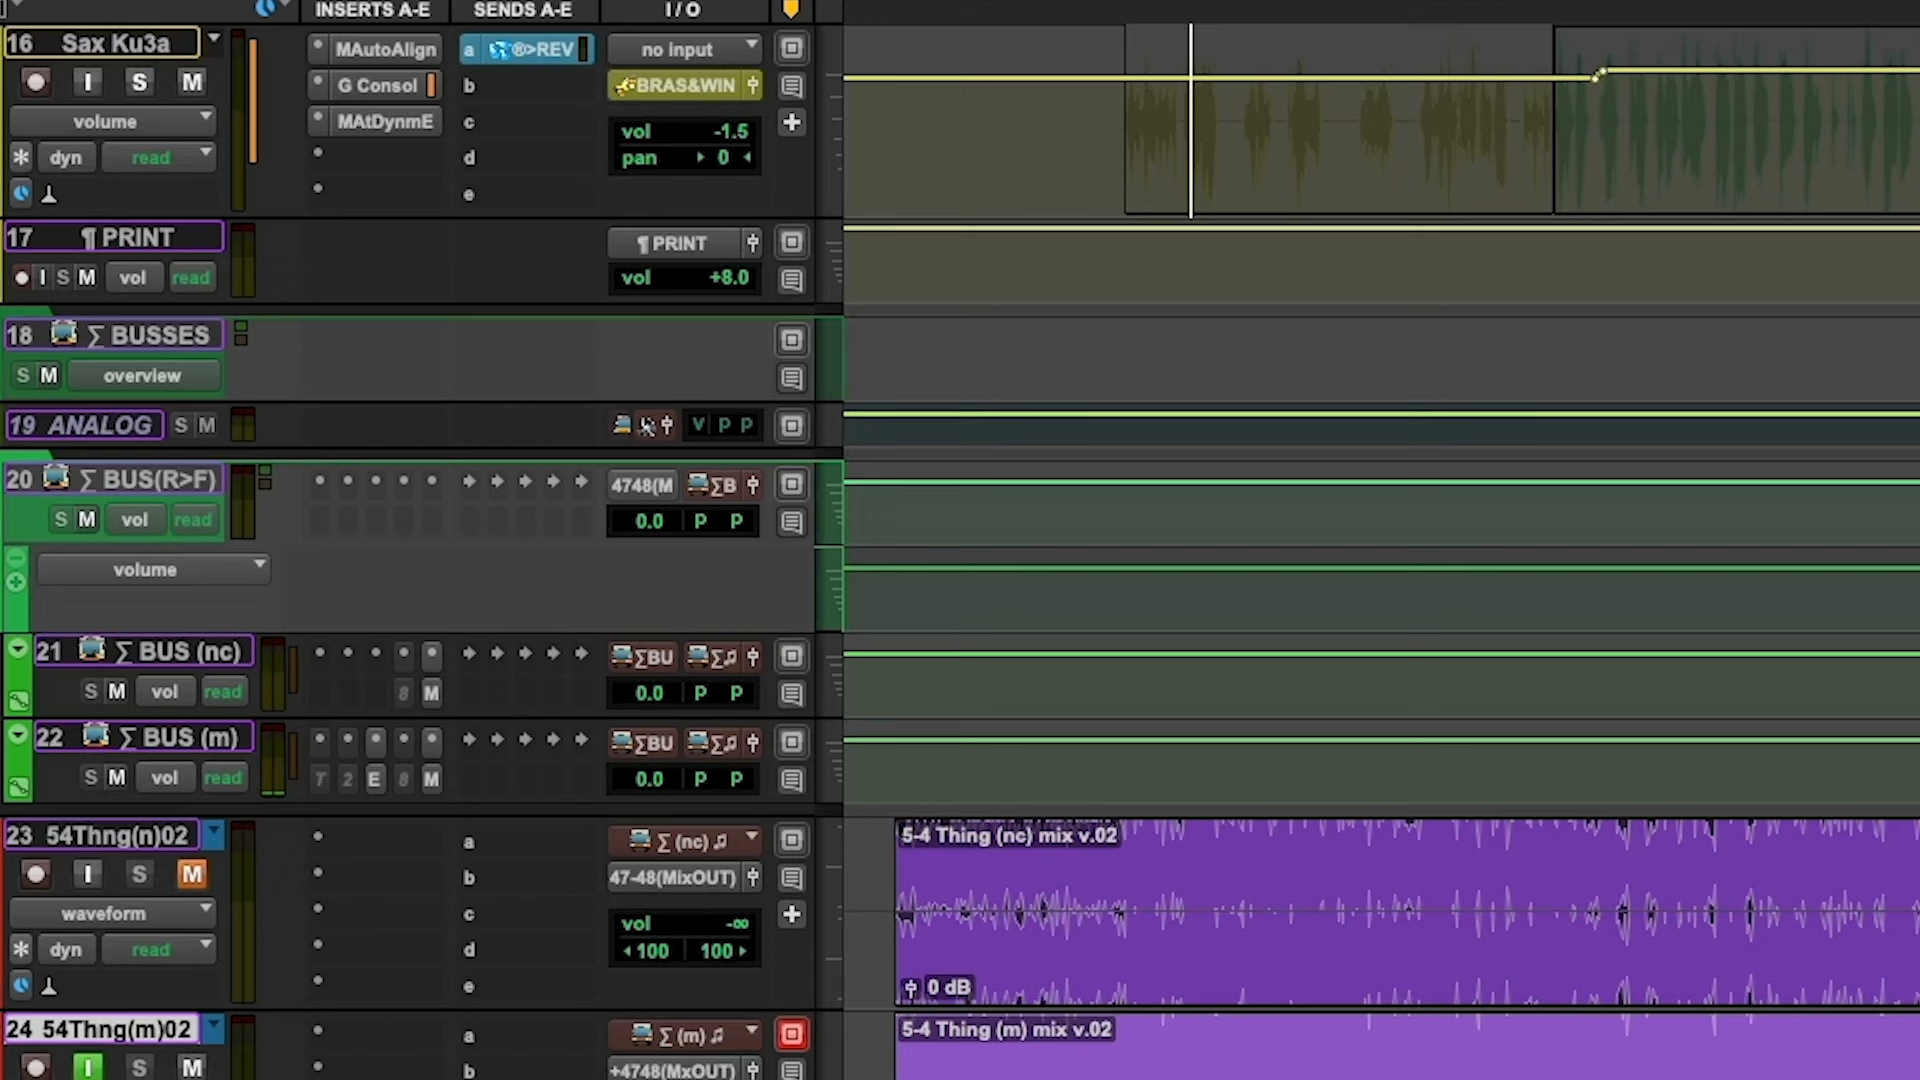 INSERTS A-E SENDS A-E I / O
16 Sax Ku3a MAutoAlign a ®>REV no input
I S M G Consol b BRAS&WIN
volume MAtDynmE c vol -1.5
dyn read d pan 0
e
17 ¶ PRINT ¶ PRINT
I S M vol read vol +8.0
18 ∑ BUSSES
S M overview
19 ANALOG S M V P P
20 ∑ BUS(R>F) 4748(M ∑B
S M vol read 0.0 P P
volume
21 ∑ BUS (nc) ∑BU ∑♫
S M vol read 8 M 0.0 P P
22 ∑ BUS (m) ∑BU ∑♫
S M vol read T 2 E 8 M 0.0 P P
23 54Thng(n)02 a ∑ (nc) ♫ 5-4 Thing (nc) mix v.02
I S M b 47-48(MixOUT)
waveform c vol -∞
dyn read d 100 100
e 0 dB
24 54Thng(m)02 a ∑ (m) ♫ 5-4 Thing (m) mix v.02
I S M b +4748(MxOUT)